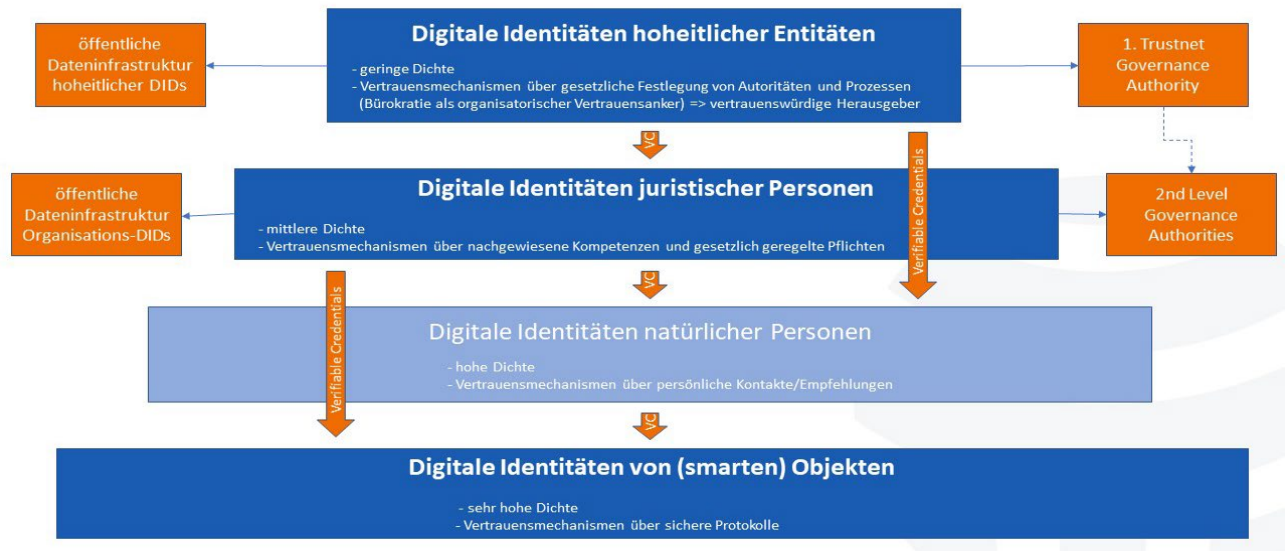 öffentliche
Dateninfrastruktur
hoheitlicher DIDs
Digitale Identitäten hoheitlicher Entitäten
- geringe Dichte
- Vertrauensmechanismen über gesetzliche Festlegung von Autoritäten und Prozessen
(Bürokratie als organisatorischer Vertrauensanker) => vertrauenswürdige Herausgeber
1. Trustnet
Governance
Authority
VC
Verifiable Credentials
öffentliche
Dateninfrastruktur
Organisations-DIDs
Digitale Identitäten juristischer Personen
- mittlere Dichte
- Vertrauensmechanismen über nachgewiesene Kompetenzen und gesetzlich geregelte Pflichten
2nd Level
Governance
Authorities
Verifiable Credentials
VC
Digitale Identitäten natürlicher Personen
- hohe Dichte
- Vertrauensmechanismen über persönliche Kontakte/Empfehlungen
VC
Digitale Identitäten von (smarten) Objekten
- sehr hohe Dichte
- Vertrauensmechanismen über sichere Protokolle